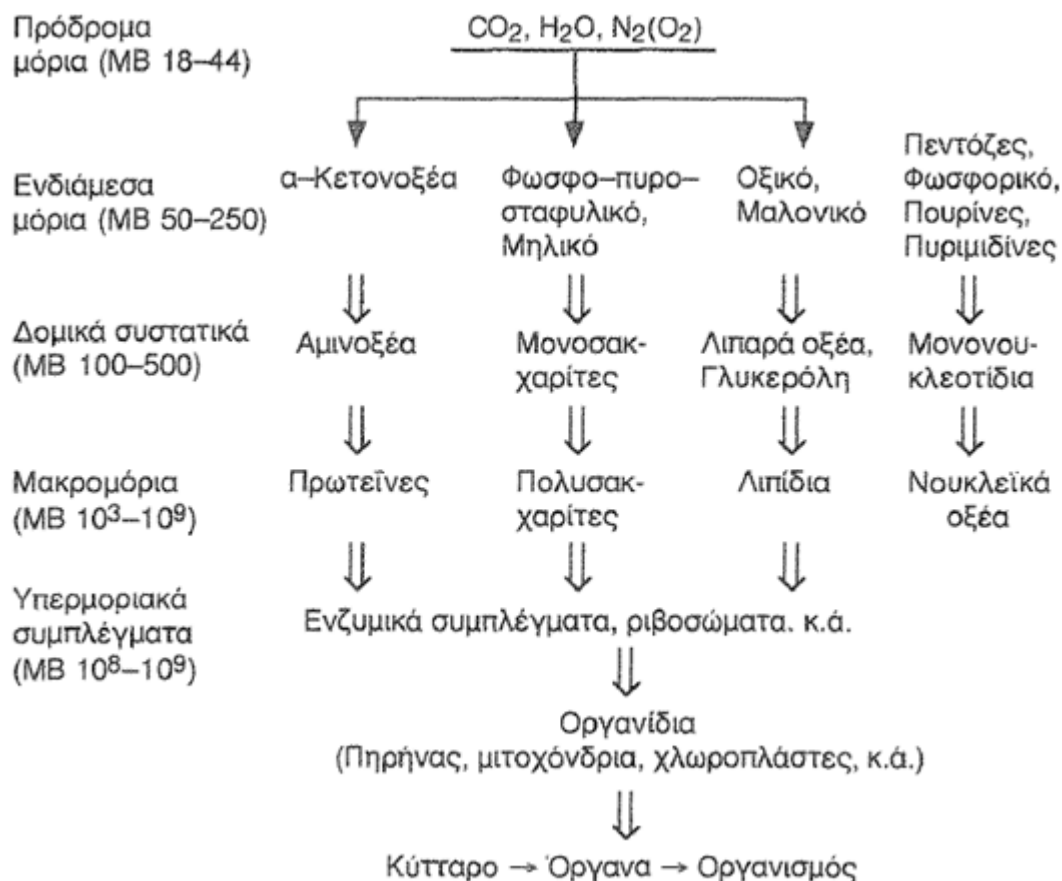 Πρόδρομα
μόρια (ΜΒ 18–44)
CO2, H2O, N2(O2)
Ενδιάμεσα
μόρια (ΜΒ 50–250)
α–Κετονοξέα
Φωσφο–πυρο–
σταφυλικό,
Μηλικό
Οξικό,
Μαλονικό
Πεντόζες,
Φωσφορικό,
Πουρίνες,
Πυριμιδίνες
Δομικά συστατικά
(ΜΒ 100–500)
Αμινοξέα
Μονοσακ-
χαρίτες
Λιπαρά οξέα,
Γλυκερόλη
Μονονου-
κλεοτίδια
Μακρομόρια
(ΜΒ 10³–10⁹)
Πρωτεΐνες
Πολυσακ-
χαρίτες
Λιπίδια
Νουκλεϊκά
οξέα
Υπερμοριακά
συμπλέγματα
(ΜΒ 10⁸–10⁹)
Ενζυμικά συμπλέγματα, ριβοσώματα. κ.ά.
Οργανίδια
(Πηρήνας, μιτοχόνδρια, χλωροπλάστες, κ.ά.)
Κύτταρο → Όργανα → Οργανισμός